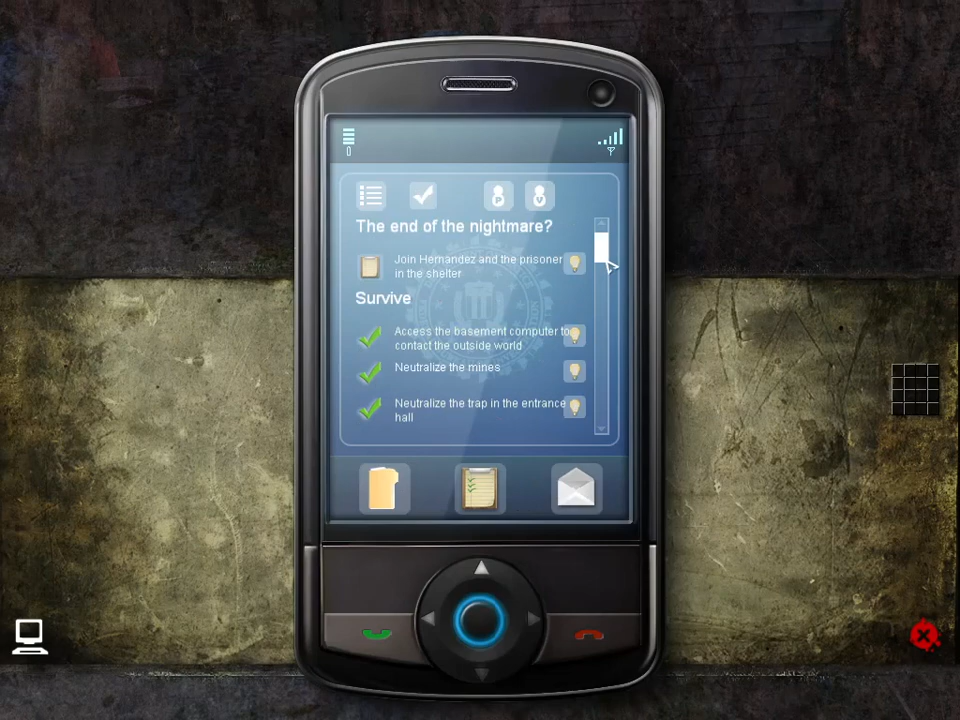 The end of the nightmare?
Join Hernandez and the prisoner
in the shelter
Survive
Access the basement computer to
contact the outside world
Neutralize the mines
Neutralize the trap in the entrance
hall
P
V